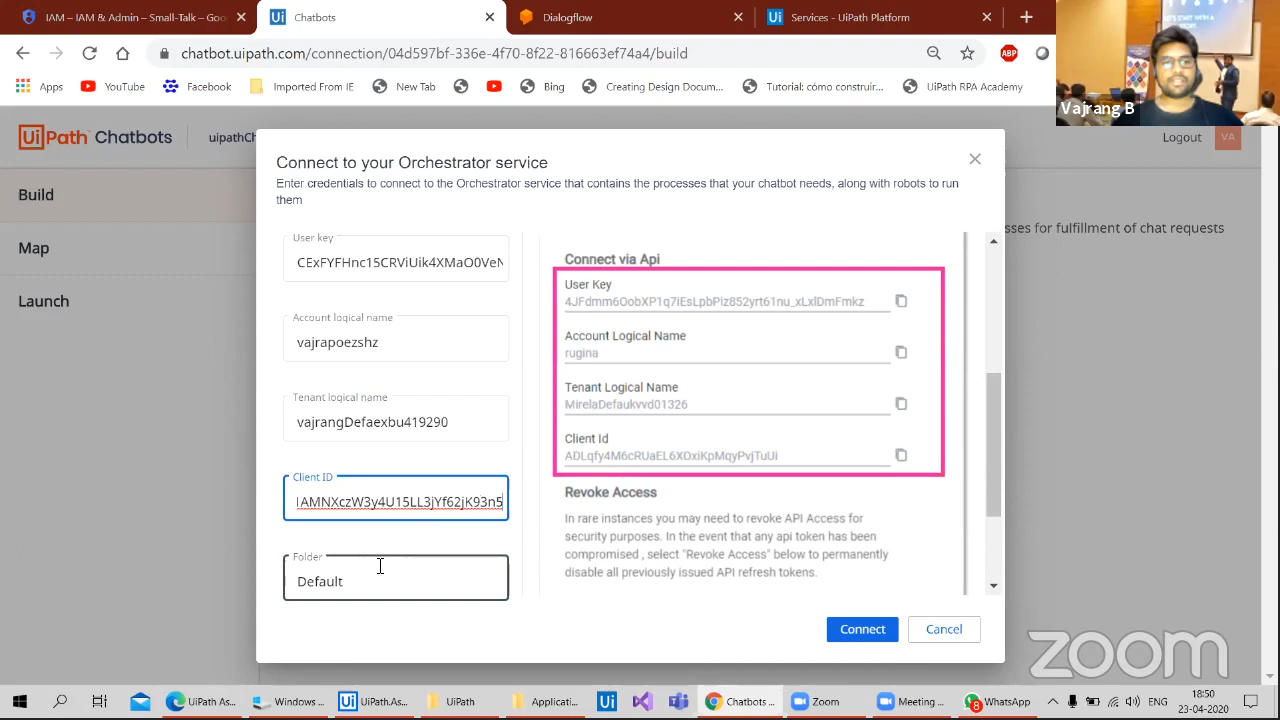 IAM – IAM & Admin – Small-Talk – Goo
Chatbots
Dialogflow
Services - UiPath Platform
chatbot.uipath.com/connection/04d597bf-336e-4f70-8f22-816663ef74a4/build
ABP
Apps
YouTube
Facebook
Imported From IE
New Tab
Bing
Creating Design Docum...
Tutorial: cómo construir...
UiPath RPA Academy
Vajrang B
UiPath Chatbots
uipathCh
Logout
VA
Build
Map
Launch
sses for fulfillment of chat requests
Connect to your Orchestrator service
Enter credentials to connect to the Orchestrator service that contains the processes that your chatbot needs, along with robots to run
them
User key
CExFYFHnc15CRViUik4XMaO0VeN
Account logical name
vajrapoezshz
Tenant logical name
vajrangDefaexbu419290
Client ID
IAMNXczW3y4U15LL3jYf62jK93n5
Folder
Default
Connect via Api
User Key
4JFdmm6OobXP1q7iEsLpbPIz852yrt61nu_xLxlDmFmkz
Account Logical Name
rugina
Tenant Logical Name
MirelaDefaukvvd01326
Client Id
ADLqfy4M6cRUaEL6XOxiKpMqyPvjTuUi
Revoke Access
In rare instances you may need to revoke API Access for
security purposes. In the event that any api token has been
compromised , select "Revoke Access" below to permanently
disable all previously issued API refresh tokens.
Connect
Cancel
zoom
UiPath As...
Windows ...
UiPath.As...
UiPath
Applicati...
Chatbots ...
Zoom
Meeting ...
8
WhatsApp
ENG
18:50
23-04-2020